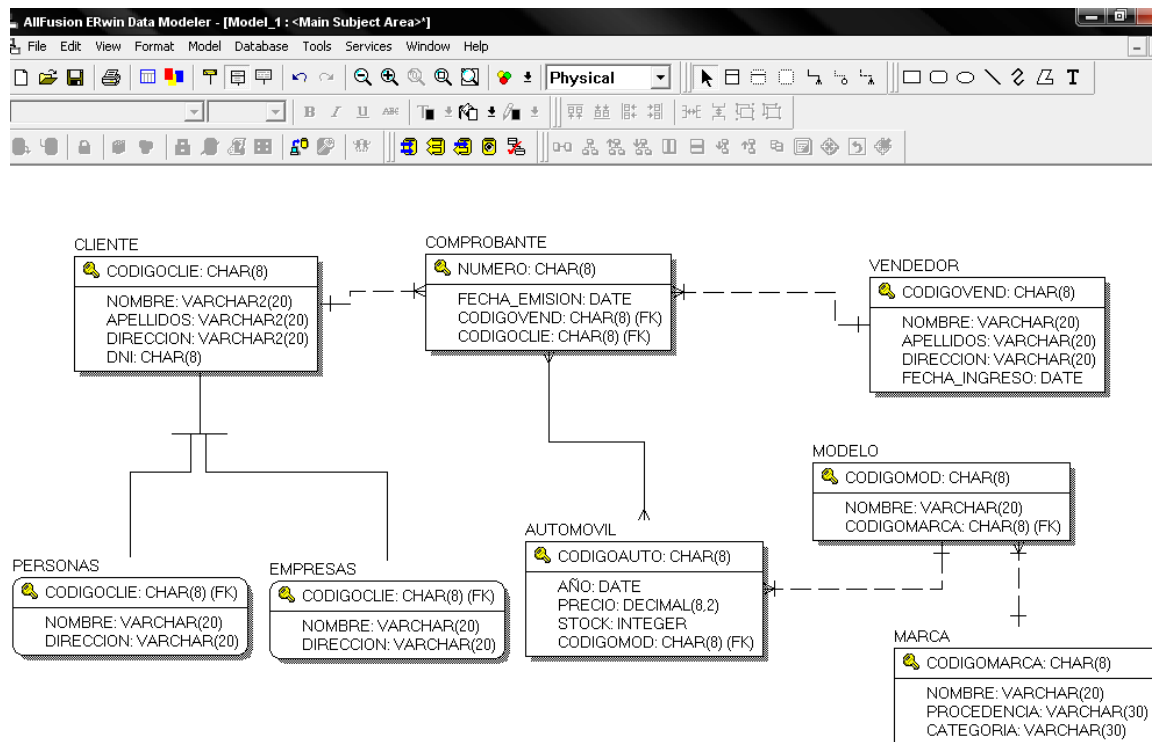 AllFusion ERwin Data Modeler - [Model_1 : <Main Subject Area>*]
File Edit View Format Model Database Tools Services Window Help
Physical
T
B I U ABC T
CLIENTE
CODIGOCLIE: CHAR(8)
NOMBRE: VARCHAR2(20)
APELLIDOS: VARCHAR2(20)
DIRECCION: VARCHAR2(20)
DNI: CHAR(8)
COMPROBANTE
NUMERO: CHAR(8)
FECHA_EMISION: DATE
CODIGOVEND: CHAR(8) (FK)
CODIGOCLIE: CHAR(8) (FK)
VENDEDOR
CODIGOVEND: CHAR(8)
NOMBRE: VARCHAR(20)
APELLIDOS: VARCHAR(20)
DIRECCION: VARCHAR(20)
FECHA_INGRESO: DATE
MODELO
CODIGOMOD: CHAR(8)
NOMBRE: VARCHAR(20)
CODIGOMARCA: CHAR(8) (FK)
PERSONAS
CODIGOCLIE: CHAR(8) (FK)
NOMBRE: VARCHAR(20)
DIRECCION: VARCHAR(20)
EMPRESAS
CODIGOCLIE: CHAR(8) (FK)
NOMBRE: VARCHAR(20)
DIRECCION: VARCHAR(20)
AUTOMOVIL
CODIGOAUTO: CHAR(8)
AÑO: DATE
PRECIO: DECIMAL(8,2)
STOCK: INTEGER
CODIGOMOD: CHAR(8) (FK)
MARCA
CODIGOMARCA: CHAR(8)
NOMBRE: VARCHAR(20)
PROCEDENCIA: VARCHAR(30)
CATEGORIA: VARCHAR(30)